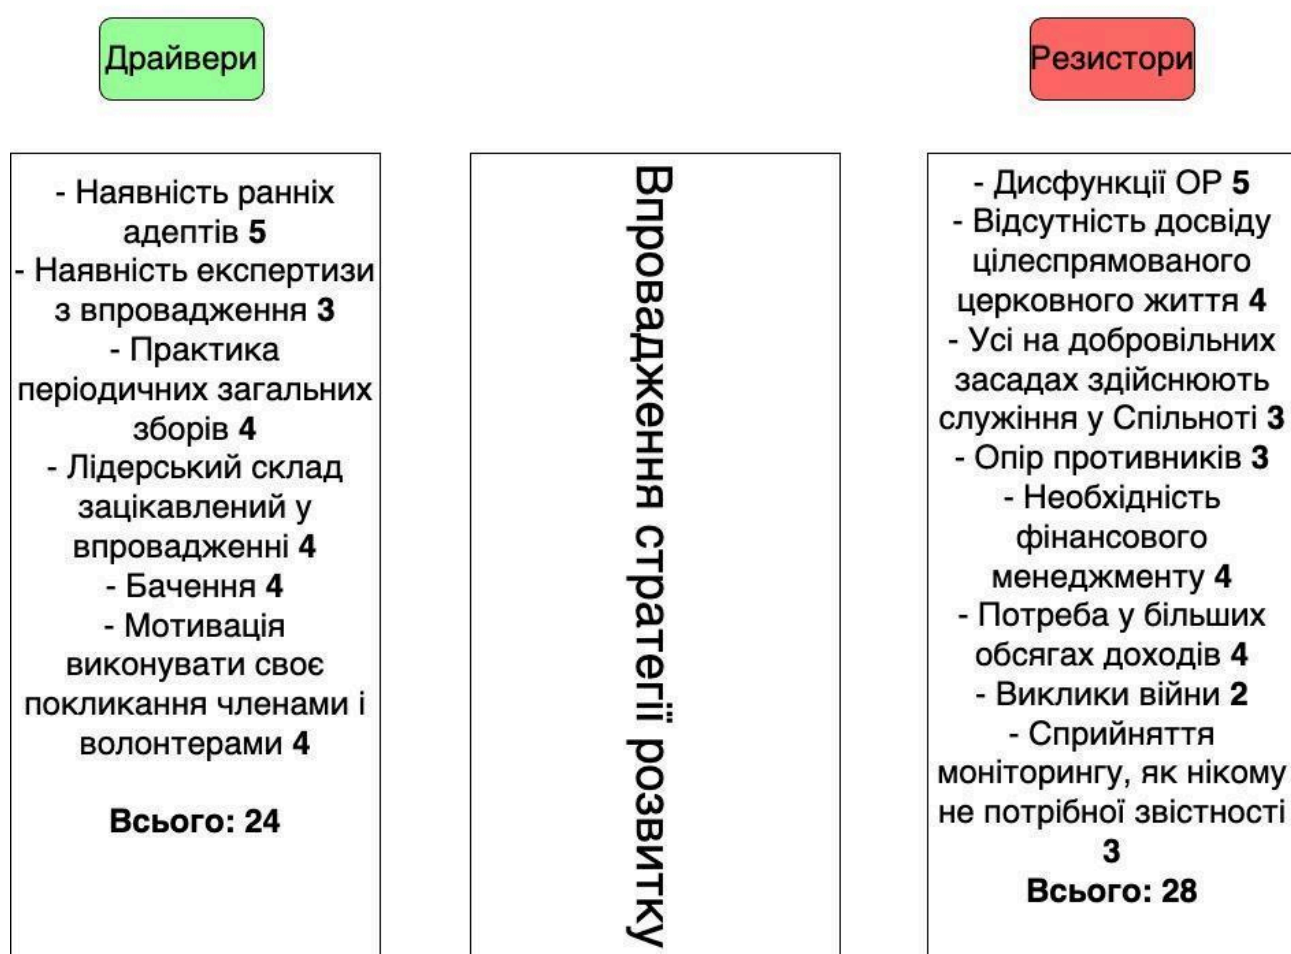 Драйвери
Резистори
- Наявність ранніх
адептів 5
- Наявність експертизи
з впровадження 3
- Практика
періодичних загальних
зборів 4
- Лідерський склад
зацікавлений у
впровадженні 4
- Бачення 4
- Мотивація
виконувати своє
покликання членами і
волонтерами 4
Всього: 24
Впровадження стратегії розвитку
- Дисфункції ОР 5
- Відсутність досвіду
цілеспрямованого
церковного життя 4
- Усі на добровільних
засадах здійснюють
служіння у Спільноті 3
- Опір противників 3
- Необхідність
фінансового
менеджменту 4
- Потреба у більших
обсягах доходів 4
- Виклики війни 2
- Сприйняття
моніторингу, як нікому
не потрібної звістності
3
Всього: 28